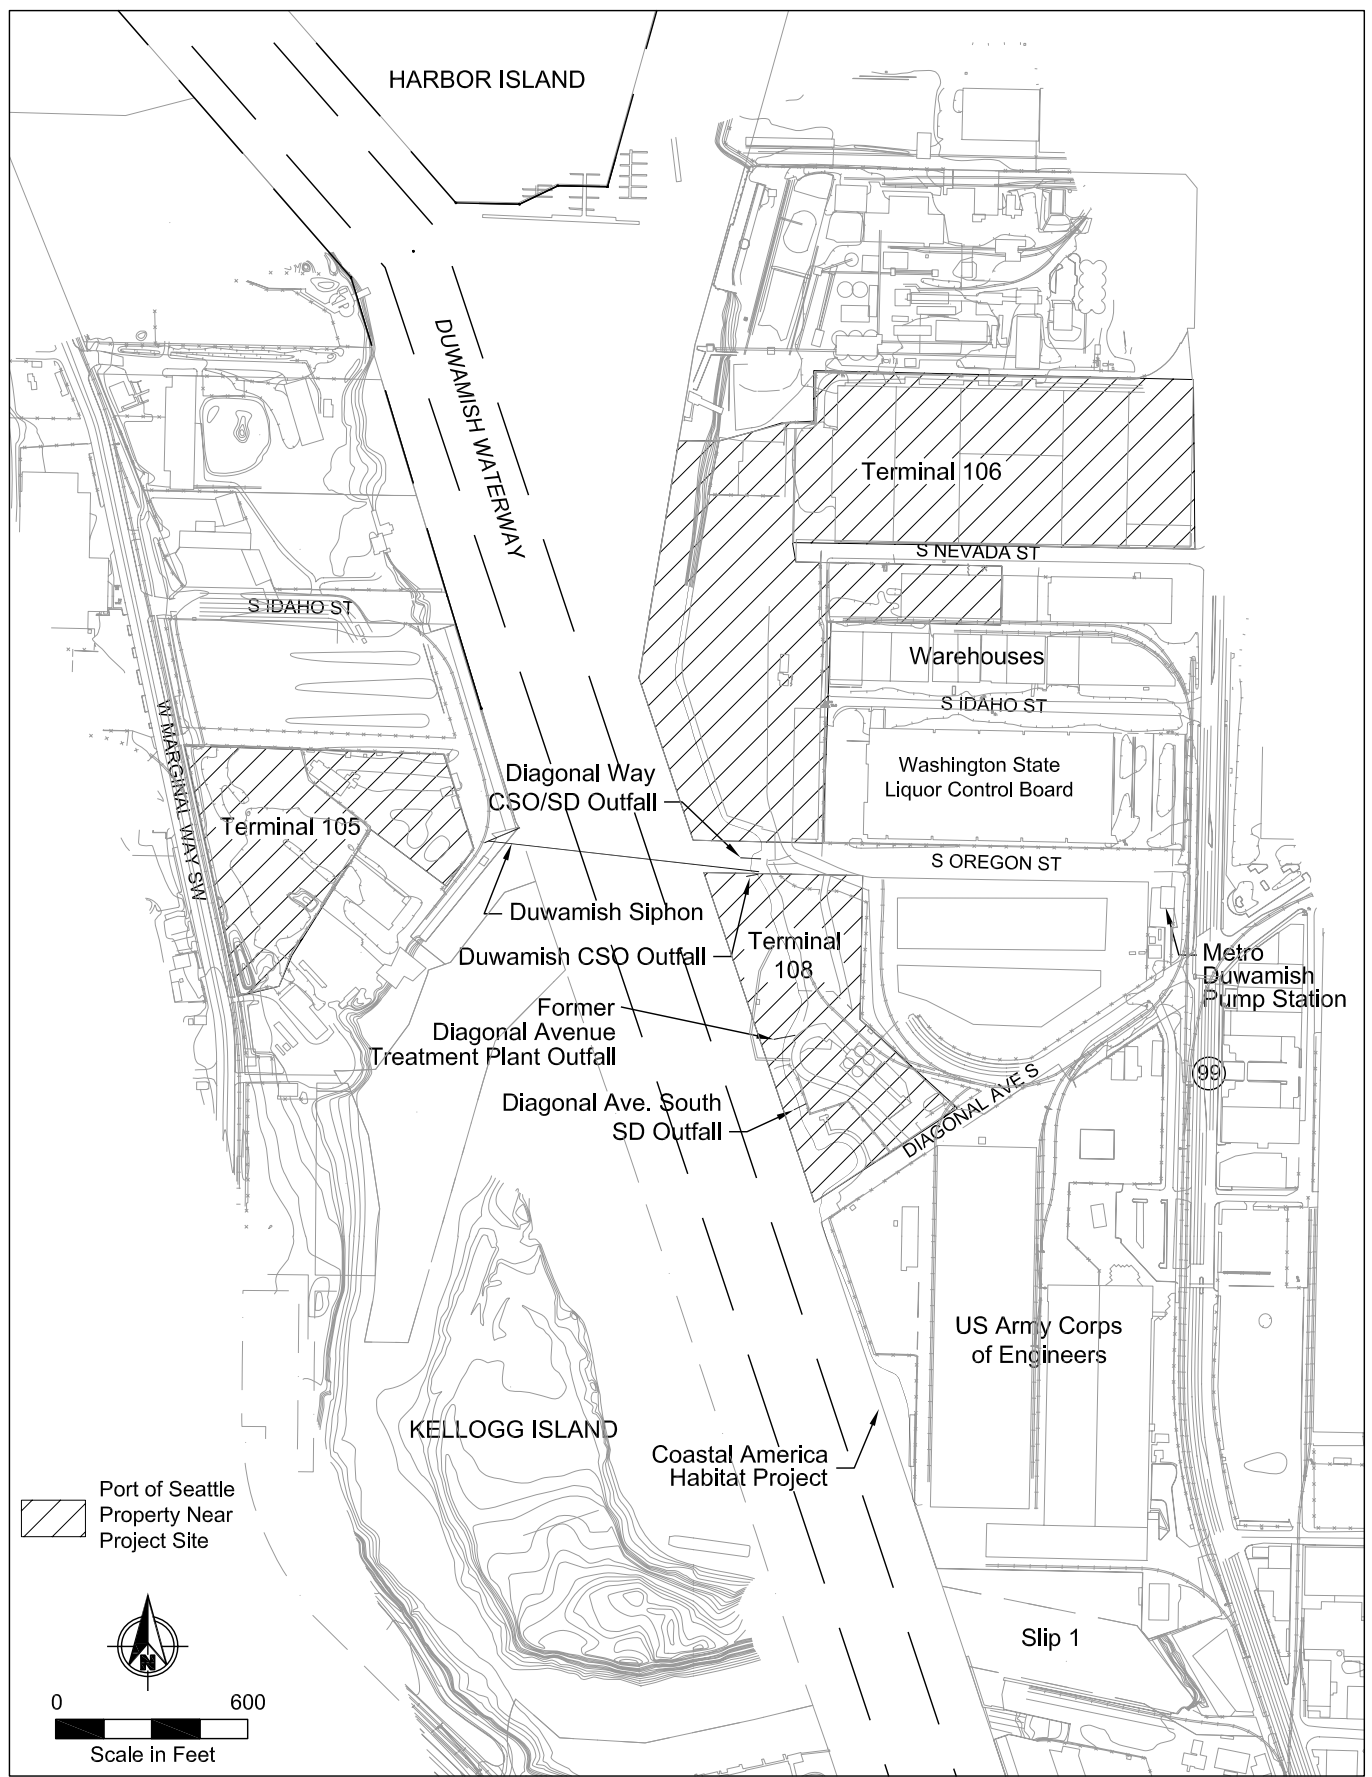 HARBOR ISLAND
DUWAMISH WATERWAY
Terminal 106
S NEVADA ST
S IDAHO ST
Warehouses
S IDAHO ST
W MARGINAL WAY SW
Diagonal Way
CSO/SD Outfall
Washington State
Liquor Control Board
Terminal 105
S OREGON ST
Duwamish Siphon
Duwamish CSO Outfall
Terminal
108
Metro
Duwamish
Pump Station
Former
Diagonal Avenue
Treatment Plant Outfall
99
Diagonal Ave. South
SD Outfall
DIAGONAL AVE S
US Army Corps
of Engineers
KELLOGG ISLAND
Coastal America
Habitat Project
Port of Seattle
Property Near
Project Site
N
Slip 1
0 600
Scale in Feet